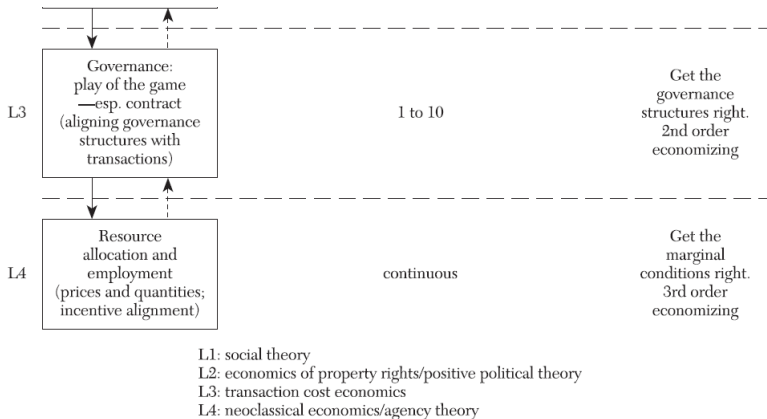 Governance:
play of the game
—esp. contract
(aligning governance
structures with
transactions)
L3
1 to 10
Get the
governance
structures right.
2nd order
economizing
Resource
allocation and
employment
(prices and quantities;
incentive alignment)
L4
continuous
Get the
marginal
conditions right.
3rd order
economizing
L1: social theory
L2: economics of property rights/positive political theory
L3: transaction cost economics
L4: neoclassical economics/agency theory